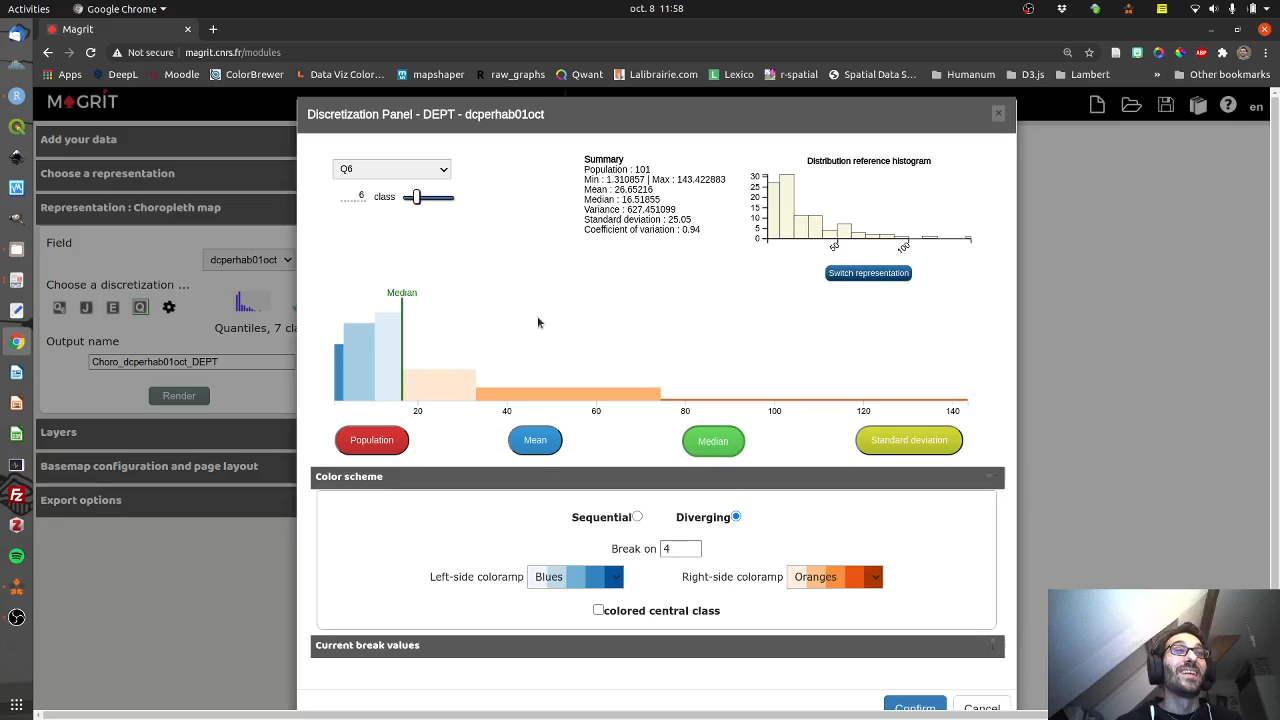 Activities
Google Chrome
oct. 8 11:58
Magrit
Not secure
magrit.cnrs.fr/modules
Apps
DeepL
Moodle
ColorBrewer
Data Viz Color...
mapshaper
raw_graphs
Qwant
Lalibrairie.com
Lexico
r-spatial
Spatial Data S...
Humanum
D3.js
Lambert
»
Other bookmarks
MAGRIT
en
Add your data
Choose a representation
Representation : Choropleth map
Field
dcperhab01oct
Choose a discretization ...
J E Q
Quantiles, 7 cla
Output name
Choro_dcperhab01oct_DEPT
Render
Layers
Basemap configuration and page layout
Export options
Discretization Panel - DEPT - dcperhab01oct
Q6
6 class
Summary
Population : 101
Min : 1.310857 | Max : 143.422883
Mean : 26.65216
Median : 16.51855
Variance : 627.451099
Standard deviation : 25.05
Coefficient of variation : 0.94
Distribution reference histogram
30
25
20
15
10
5
0
50 100
Switch representation
Median
20 40 60 80 100 120 140
Population
Mean
Median
Standard deviation
Color scheme
Sequential
Diverging
Break on 4
Left-side coloramp Blues
Right-side coloramp Oranges
colored central class
Current break values
Confirm
Cancel